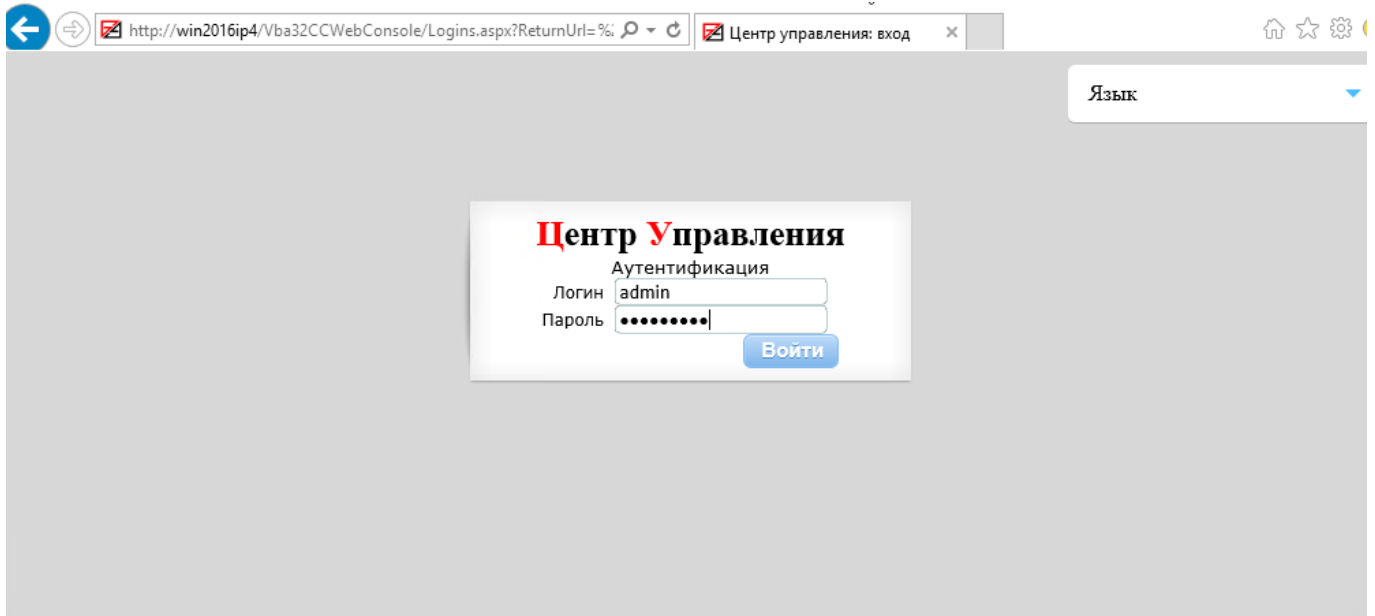 http://win2016ip4/Vba32CCWebConsole/Logins.aspx?ReturnUrl=%
Центр управления: вход
Язык
Центр Управления
Аутентификация
Логин admin
Пароль •••••••••
Войти